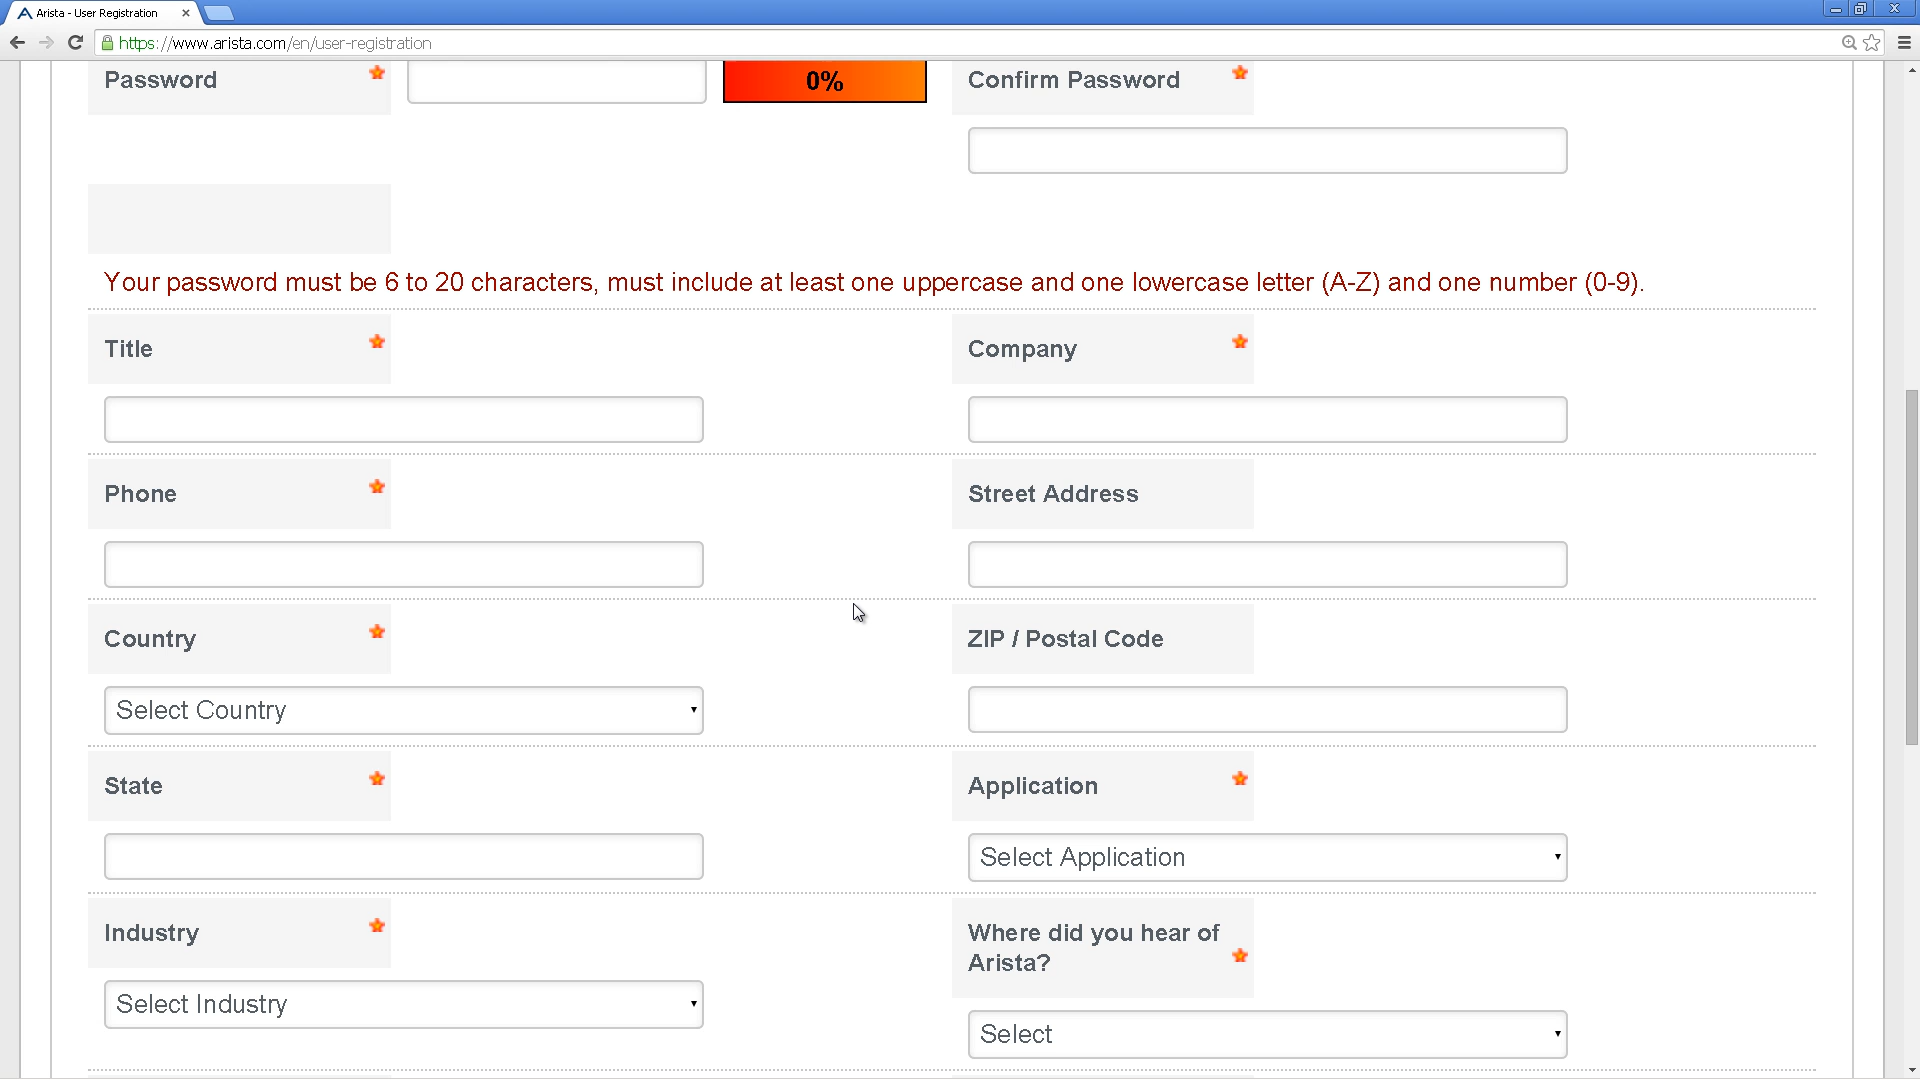 Arista - User Registration
https://www.arista.com/en/user-registration
Password
0%
Confirm Password
Your password must be 6 to 20 characters, must include at least one uppercase and one lowercase letter (A-Z) and one number (0-9).
Title
Company
Phone
Street Address
Country
ZIP / Postal Code
Select Country
State
Application
Select Application
Industry
Where did you hear of
Arista?
Select Industry
Select